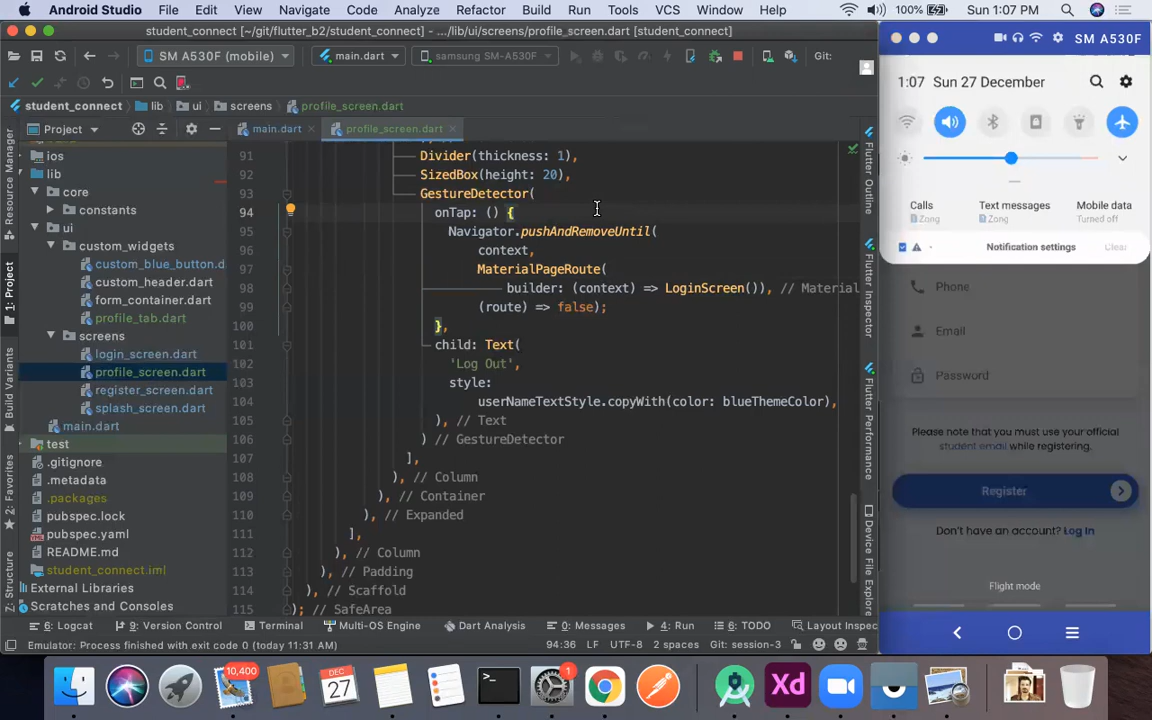 Android Studio File Edit View Navigate Code Analyze Refactor Build Run Tools VCS Window Help 100% Sun 1:07 PM
student_connect [~/git/flutter_b2/student_connect] - .../lib/ui/screens/profile_screen.dart [student_connect]
SM A530F (mobile) main.dart samsung SM-A530F Git:
student_connect lib ui screens profile_screen.dart
Project main.dart profile_screen.dart
ios
lib
core
constants
ui
custom_widgets
custom_blue_button.d
custom_header.dart
form_container.dart
profile_tab.dart
screens
login_screen.dart
profile_screen.dart
register_screen.dart
splash_screen.dart
main.dart
test
.gitignore
.metadata
.packages
pubspec.lock
pubspec.yaml
README.md
student_connect.iml
External Libraries
Scratches and Consoles
Resource Manager
1: Project
Build Variants
2: Favorites
7: Structure
91 Divider(thickness: 1),
92 SizedBox(height: 20),
93 GestureDetector(
94 onTap: () {
95 Navigator.pushAndRemoveUntil(
96 context,
97 MaterialPageRoute(
98 builder: (context) => LoginScreen()), // Material
99 (route) => false);
100 },
101 child: Text(
102 'Log Out',
103 style:
104 userNameTextStyle.copyWith(color: blueThemeColor),
105 ), // Text
106 ) // GestureDetector
107 ],
108 ), // Column
109 ), // Container
110 ), // Expanded
111 ],
112 ), // Column
113 ), // Padding
114 ), // Scaffold
115 ); // SafeArea
Flutter Outline
Flutter Inspector
Flutter Performance
Device File Explorer
6: Logcat 9: Version Control Terminal Multi-OS Engine Dart Analysis 0: Messages 4: Run 6: TODO Layout Inspec
Emulator: Process finished with exit code 0 (today 11:31 AM) 94:36 LF UTF-8 2 spaces Git: session-3
SM A530F
1:07 Sun 27 December
Calls Text messages Mobile data
Zong Zong Turned off
Notification settings Clear
Phone
Email
Password
Please note that you must use your official
student email while registering.
Register
Don't have an account? Log In
Flight mode
10,400
DEC
27
1
Xd